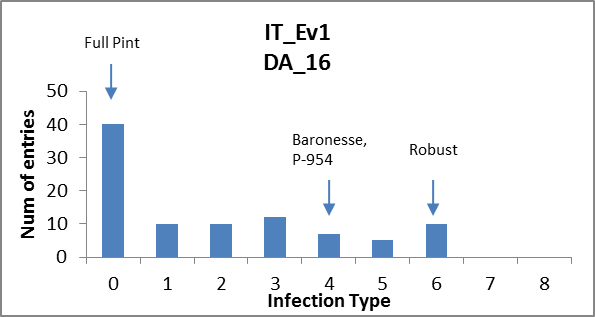 IT_Ev1
DA_16
Full Pint
Baronesse,
P-954
Robust
Num of entries
50
40
30
20
10
0
0 1 2 3 4 5 6 7 8
Infection Type